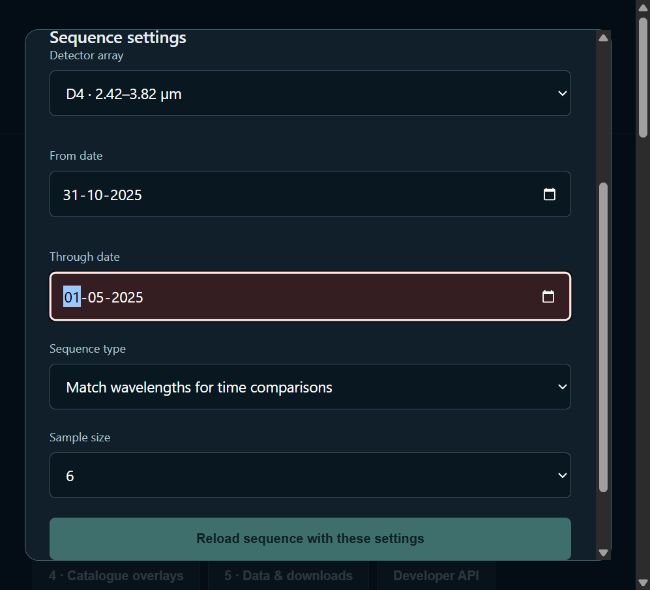 Sequence settings
Detector array
D4 · 2.42–3.82 µm
From date
31-10-2025
Through date
01-05-2025
Sequence type
Match wavelengths for time comparisons
Sample size
6
Reload sequence with these settings
4 · Catalogue overlays 5 · Data & downloads Developer API